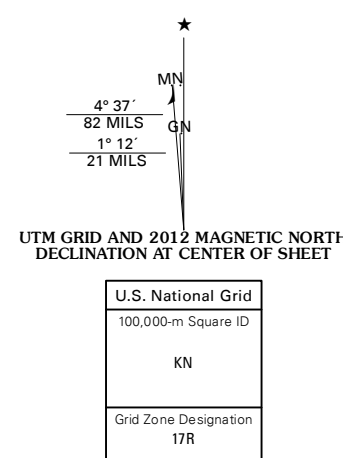 ★
MN
4° 37´
82 MILS
GN
1° 12´
21 MILS
UTM GRID AND 2012 MAGNETIC NORTH
DECLINATION AT CENTER OF SHEET
U.S. National Grid
100,000-m Square ID
KN
Grid Zone Designation
17R